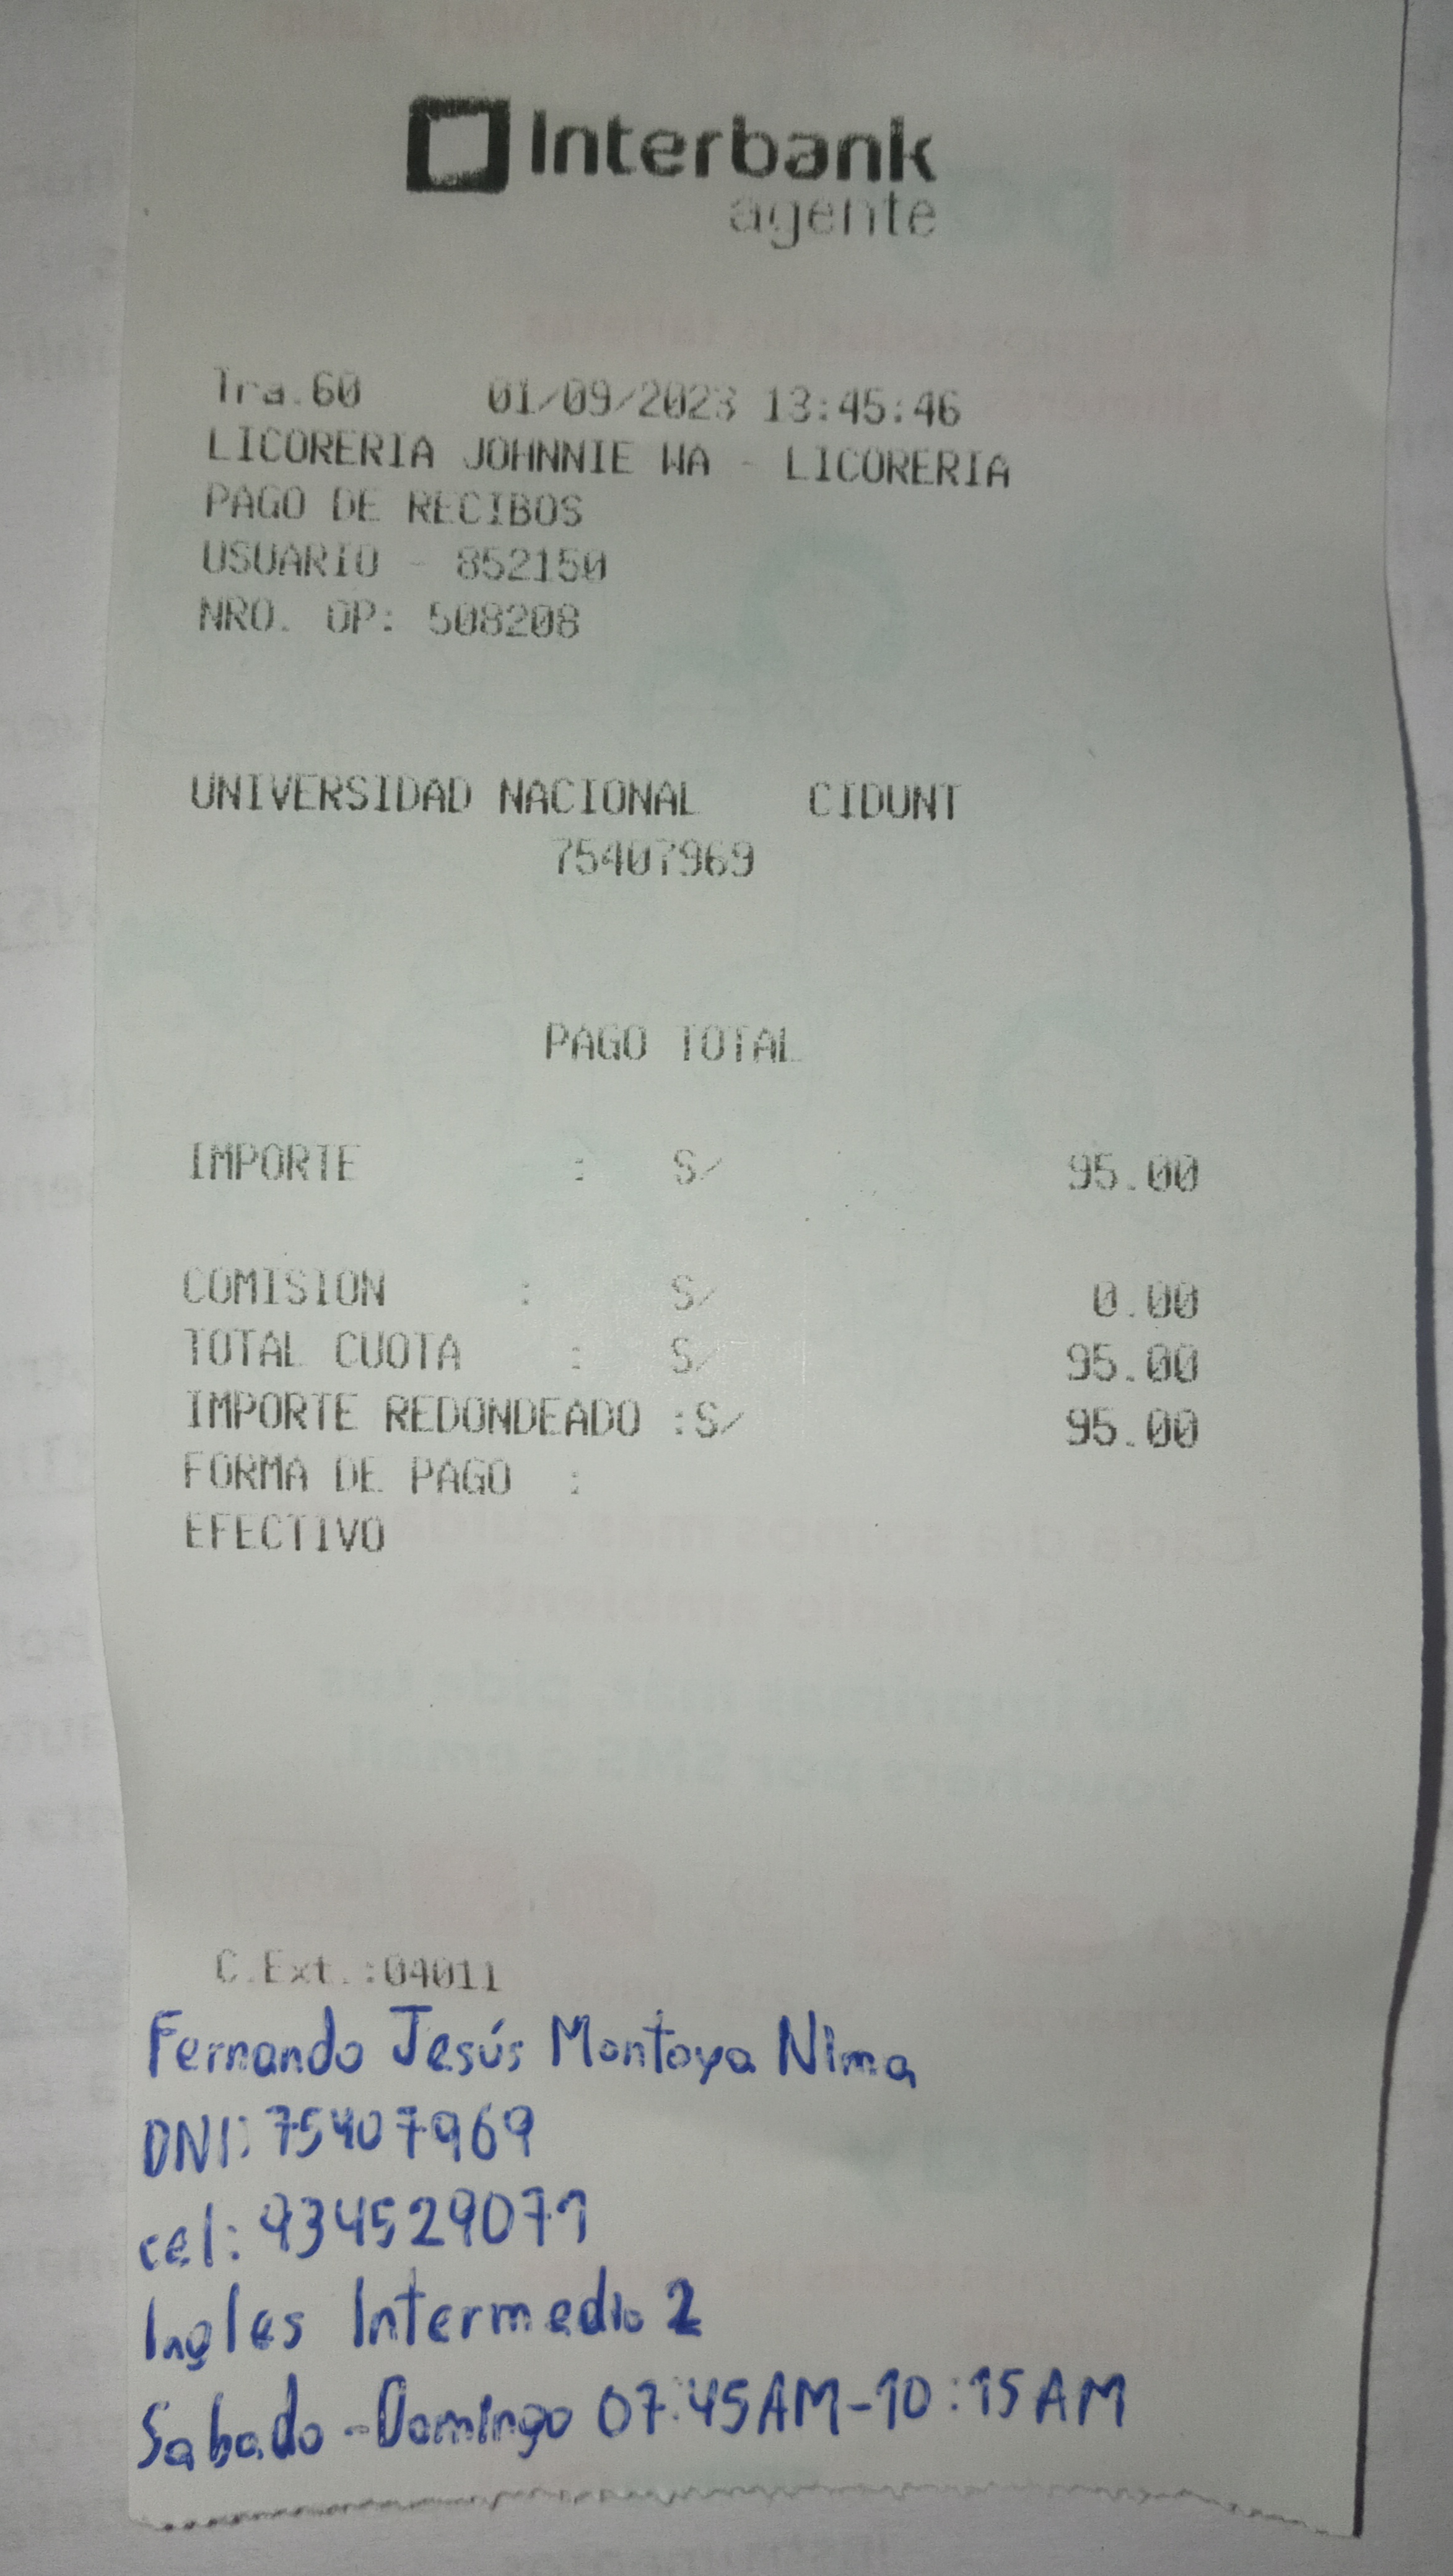 Interbank
agente
Tra.60 01/09/2023 13:45:46
LICORERIA JOHNNIE WA - LICORERIA
PAGO DE RECIBOS
USUARIO - 852150
NRO. OP: 508208
UNIVERSIDAD NACIONAL CIDUNT
75407969
PAGO TOTAL
IMPORTE : S/ 95.00
COMISION : S/ 0.00
TOTAL CUOTA : S/ 95.00
IMPORTE REDONDEADO :S/ 95.00
FORMA DE PAGO :
EFECTIVO
C.Ext.:04011
Fernando Jesús Montoya Nima
DNI: 75407969
cel: 934529071
Ingles Intermedio 2
Sabado - Domingo 07:45AM-10:15AM